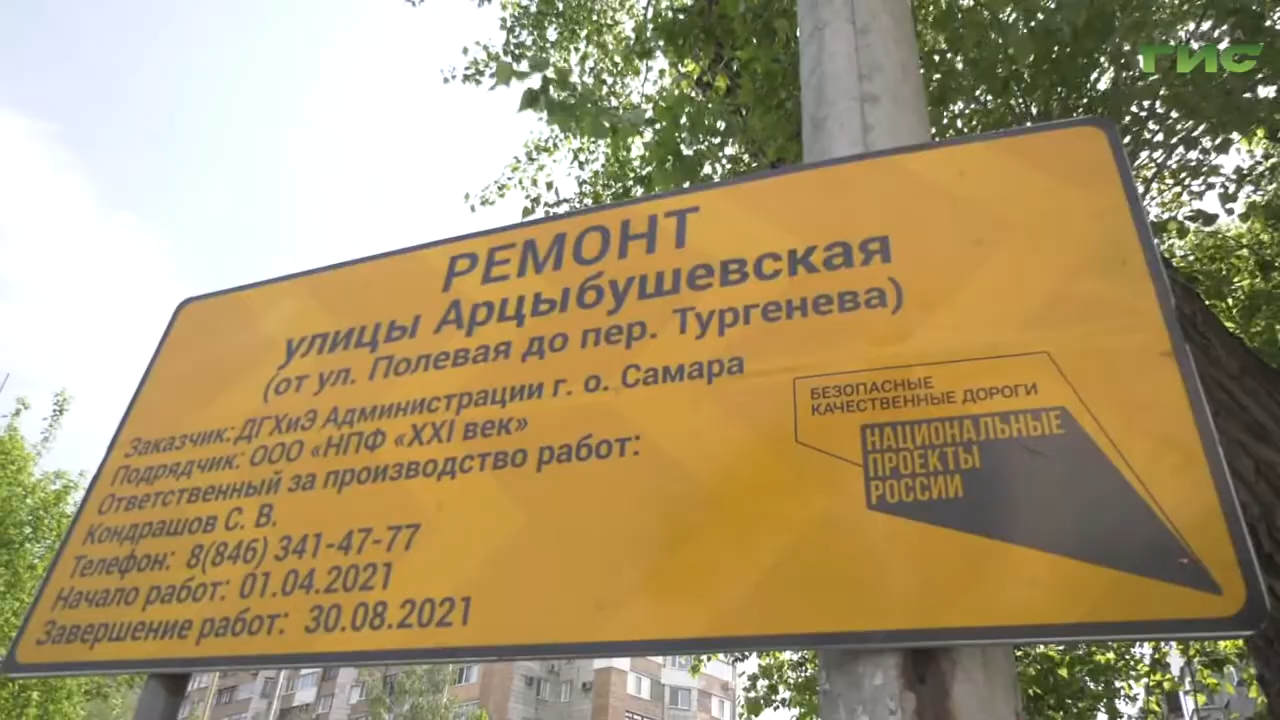 ГИС
РЕМОНТ
улицы Арцыбушевская
(от ул. Полевая до пер. Тургенева)
Заказчик: ДГХиЭ Администрации г. о. Самара
Подрядчик: ООО «НПФ «XXI век»
Ответственный за производство работ:
Кондрашов С. В.
Телефон: 8(846) 341-47-77
Начало работ: 01.04.2021
Завершение работ: 30.08.2021
БЕЗОПАСНЫЕ
КАЧЕСТВЕННЫЕ ДОРОГИ
НАЦИОНАЛЬНЫЕ
ПРОЕКТЫ
РОССИИ